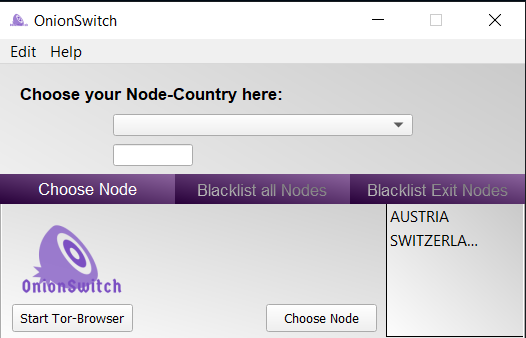 OnionSwitch
Edit Help
Choose your Node-Country here:
Choose Node Blacklist all Nodes Blacklist Exit Nodes
AUSTRIA
SWITZERLA...
OnionSwitch
Start Tor-Browser Choose Node